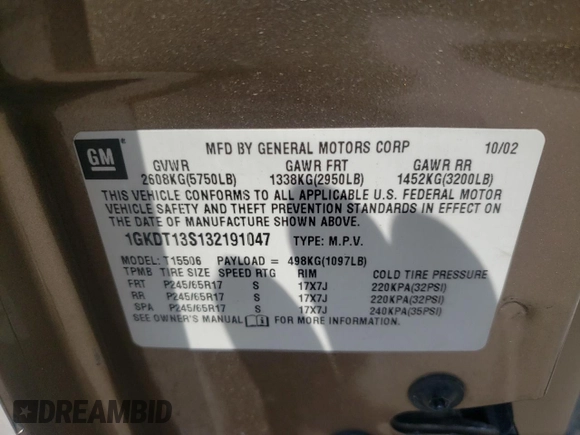 GM
MFD BY GENERAL MOTORS CORP 10/02
GVWR GAWR FRT GAWR RR
2608KG(5750LB) 1338KG(2950LB) 1452KG(3200LB)
THIS VEHICLE CONFORMS TO ALL APPLICABLE U.S. FEDERAL MOTOR
VEHICLE SAFETY AND THEFT PREVENTION STANDARDS IN EFFECT ON
THE DATE OF MANUFACTURE SHOWN ABOVE.
1GKDT13S132191047 TYPE: M.P.V.
MODEL: T15506 PAYLOAD = 498KG(1097LB)
TPMB TIRE SIZE SPEED RTG RIM COLD TIRE PRESSURE
FRT P245/65R17 S 17X7J 220KPA(32PSI)
RR P245/65R17 S 17X7J 220KPA(32PSI)
SPA P245/65R17 S 17X7J 240KPA(35PSI)
SEE OWNER'S MANUAL FOR MORE INFORMATION.
DREAMBID